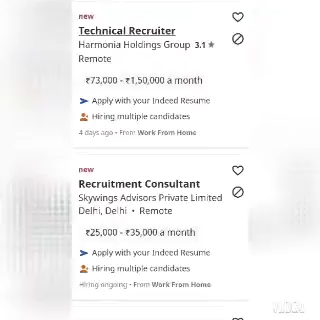 new
Technical Recruiter
Harmonia Holdings Group 3.1 ★
Remote
₹73,000 - ₹1,50,000 a month
Apply with your Indeed Resume
Hiring multiple candidates
4 days ago • From Work From Home
new
Recruitment Consultant
Skywings Advisors Private Limited
Delhi, Delhi • Remote
₹25,000 - ₹35,000 a month
Apply with your Indeed Resume
Hiring multiple candidates
Hiring ongoing • From Work From Home